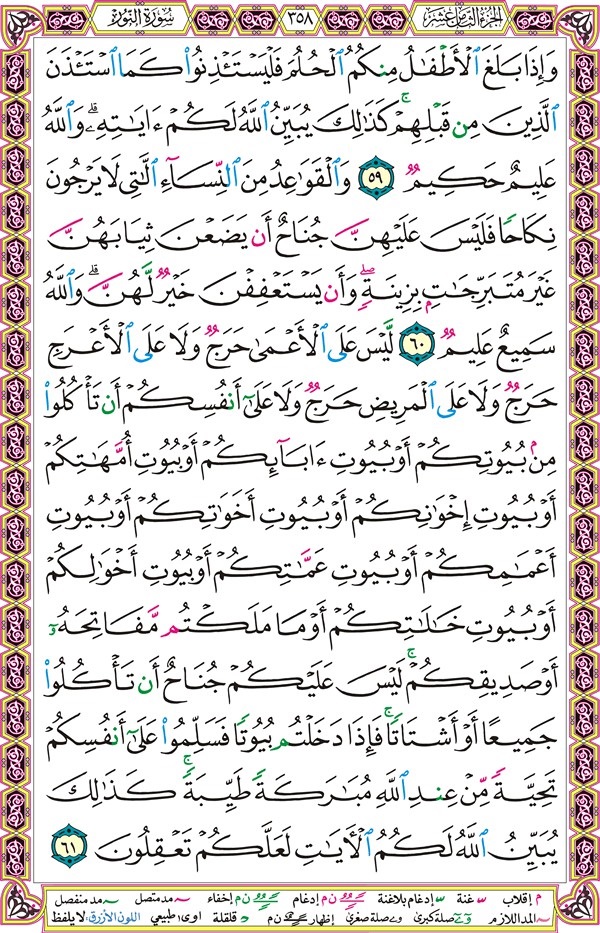 الجزء الثامن عشر
٣٥٨
سورة النور
وَإِذَا بَلَغَ ٱلْأَطْفَٰلُ مِنكُمُ ٱلْحُلُمَ فَلْيَسْتَـْٔذِنُوا۟ كَمَا ٱسْتَـْٔذَنَ
ٱلَّذِينَ مِن قَبْلِهِمْ ۚ كَذَٰلِكَ يُبَيِّنُ ٱللَّهُ لَكُمْ ءَايَٰتِهِۦ ۗ وَٱللَّهُ
عَلِيمٌ حَكِيمٌ ٥٩ وَٱلْقَوَٰعِدُ مِنَ ٱلنِّسَآءِ ٱلَّٰتِى لَا يَرْجُونَ
نِكَاحًا فَلَيْسَ عَلَيْهِنَّ جُنَاحٌ أَن يَضَعْنَ ثِيَابَهُنَّ
غَيْرَ مُتَبَرِّجَٰتٍۭ بِزِينَةٍ ۖ وَأَن يَسْتَعْفِفْنَ خَيْرٌ لَّهُنَّ ۗ وَٱللَّهُ
سَمِيعٌ عَلِيمٌ ٦٠ لَّيْسَ عَلَى ٱلْأَعْمَىٰ حَرَجٌ وَلَا عَلَى ٱلْأَعْرَجِ
حَرَجٌ وَلَا عَلَى ٱلْمَرِيضِ حَرَجٌ وَلَا عَلَىٰٓ أَنفُسِكُمْ أَن تَأْكُلُوا۟
مِنۢ بُيُوتِكُمْ أَوْ بُيُوتِ ءَابَآئِكُمْ أَوْ بُيُوتِ أُمَّهَٰتِكُمْ
أَوْ بُيُوتِ إِخْوَٰنِكُمْ أَوْ بُيُوتِ أَخَوَٰتِكُمْ أَوْ بُيُوتِ
أَعْمَٰمِكُمْ أَوْ بُيُوتِ عَمَّٰتِكُمْ أَوْ بُيُوتِ أَخْوَٰلِكُمْ
أَوْ بُيُوتِ خَٰلَٰتِكُمْ أَوْ مَا مَلَكْتُم مَّفَاتِحَهُۥٓ
أَوْ صَدِيقِكُمْ ۚ لَيْسَ عَلَيْكُمْ جُنَاحٌ أَن تَأْكُلُوا۟
جَمِيعًا أَوْ أَشْتَاتًا ۚ فَإِذَا دَخَلْتُم بُيُوتًا فَسَلِّمُوا۟ عَلَىٰٓ أَنفُسِكُمْ
تَحِيَّةً مِّنْ عِندِ ٱللَّهِ مُبَٰرَكَةً طَيِّبَةً ۚ كَذَٰلِكَ
يُبَيِّنُ ٱللَّهُ لَكُمُ ٱلْءَايَٰتِ لَعَلَّكُمْ تَعْقِلُونَ ٦١
م إقلاب غنة إدغام بلاغنة ن م إدغام ن م إخفاء مد متصل مد منفصل
المد اللازم صلة كبرى صلة صغرى إظهار ن م قلقلة اوى طبيعي اللون الأزرق: لا يلفظ